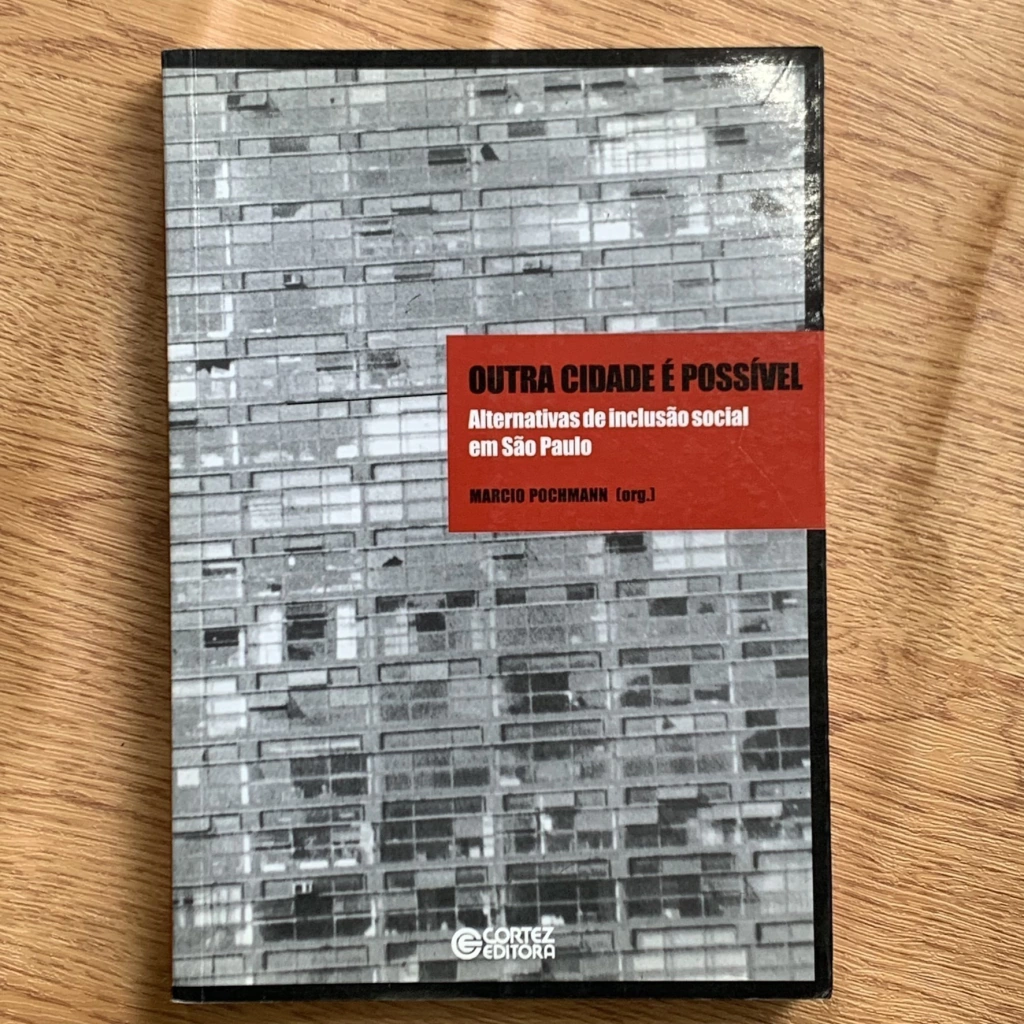 OUTRA CIDADE É POSSÍVEL
Alternativas de inclusão social
em São Paulo
MARCIO POCHMANN (org.)
CORTEZ
EDITORA